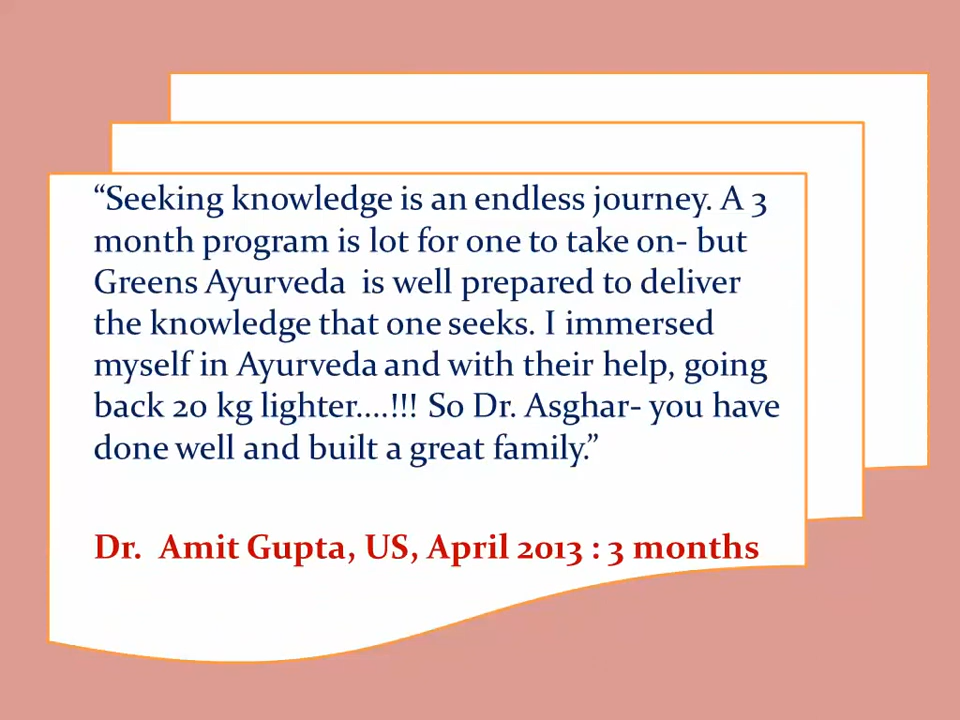 “Seeking knowledge is an endless journey. A 3
month program is lot for one to take on- but
Greens Ayurveda  is well prepared to deliver
the knowledge that one seeks. I immersed
myself in Ayurveda and with their help, going
back 20 kg lighter....!!! So Dr. Asghar- you have
done well and built a great family.”
Dr.  Amit Gupta, US, April 2013 : 3 months